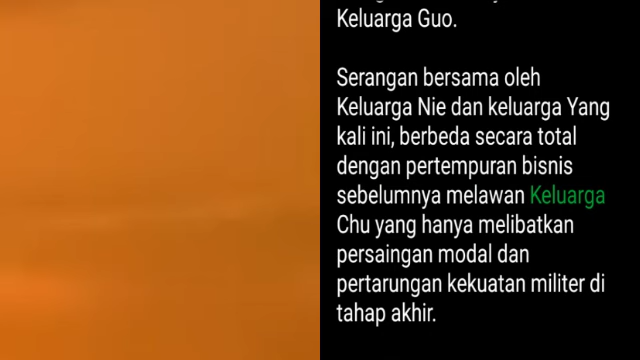 Keluarga Guo.
Serangan bersama oleh
Keluarga Nie dan keluarga Yang
kali ini, berbeda secara total
dengan pertempuran bisnis
sebelumnya melawan Keluarga
Chu yang hanya melibatkan
persaingan modal dan
pertarungan kekuatan militer di
tahap akhir.